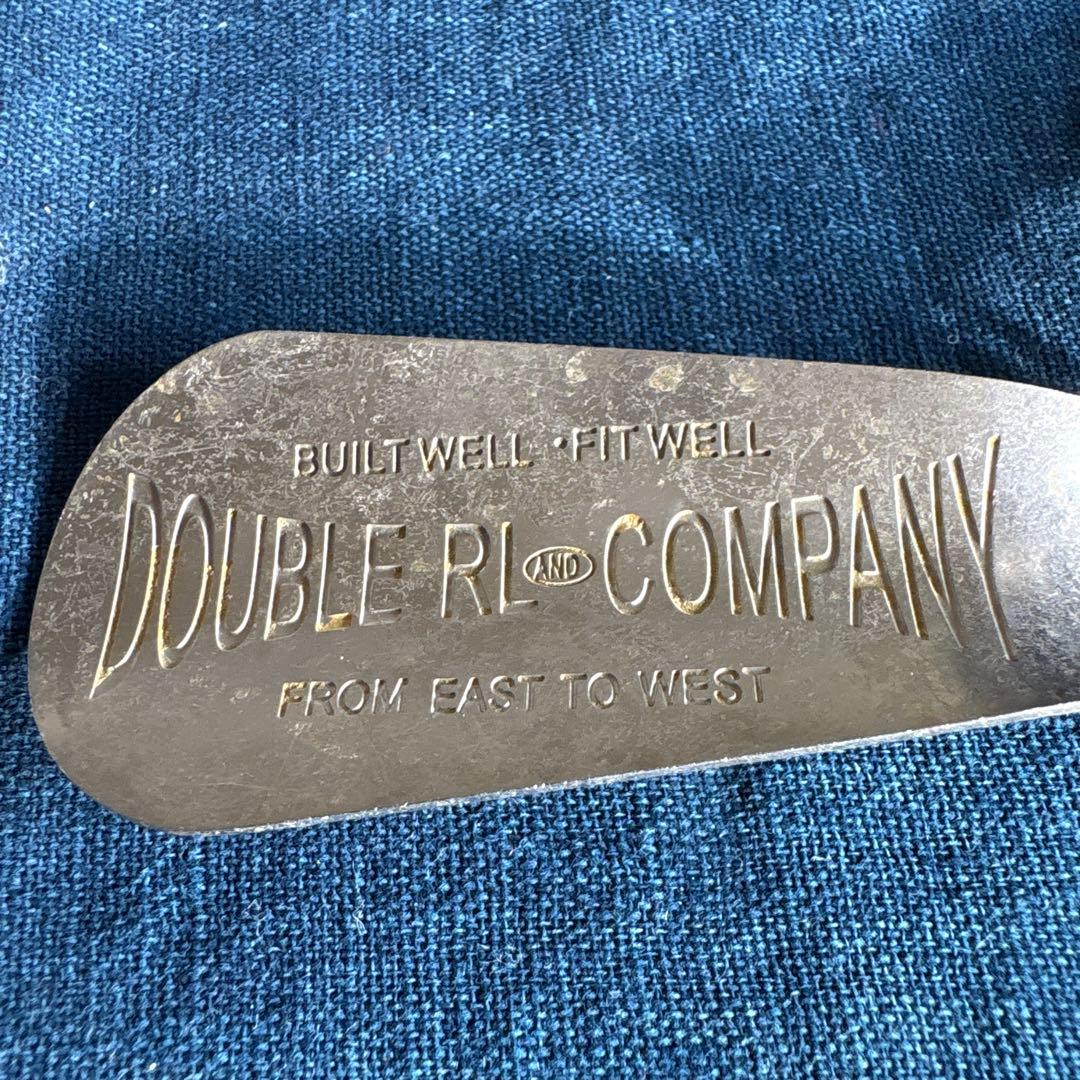 BUILT WELL · FIT WELL
DOUBLE RL AND COMPANY
FROM EAST TO WEST